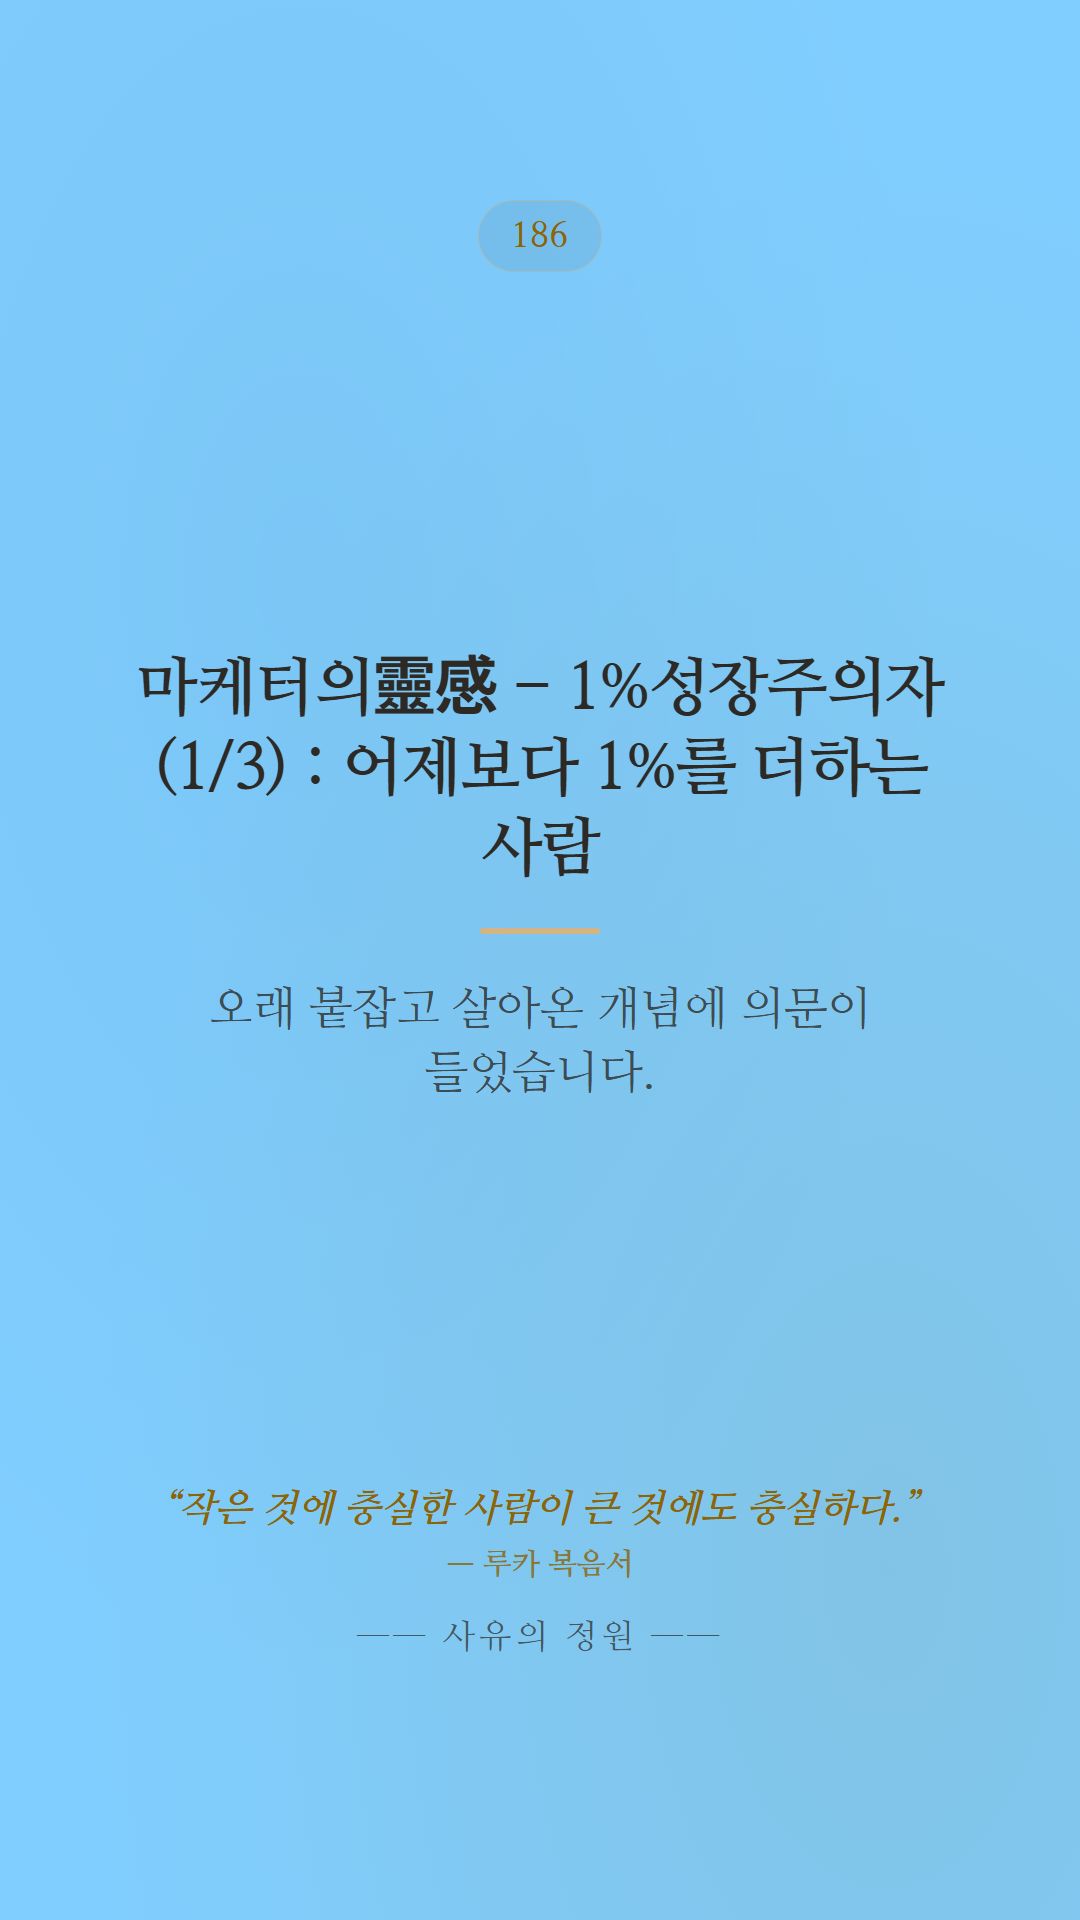 186
마케터의靈感 – 1%성장주의자
(1/3) : 어제보다 1%를 더하는
사람
오래 붙잡고 살아온 개념에 의문이
들었습니다.
“작은 것에 충실한 사람이 큰 것에도 충실하다.”
— 루카 복음서
—— 사유의 정원 ——